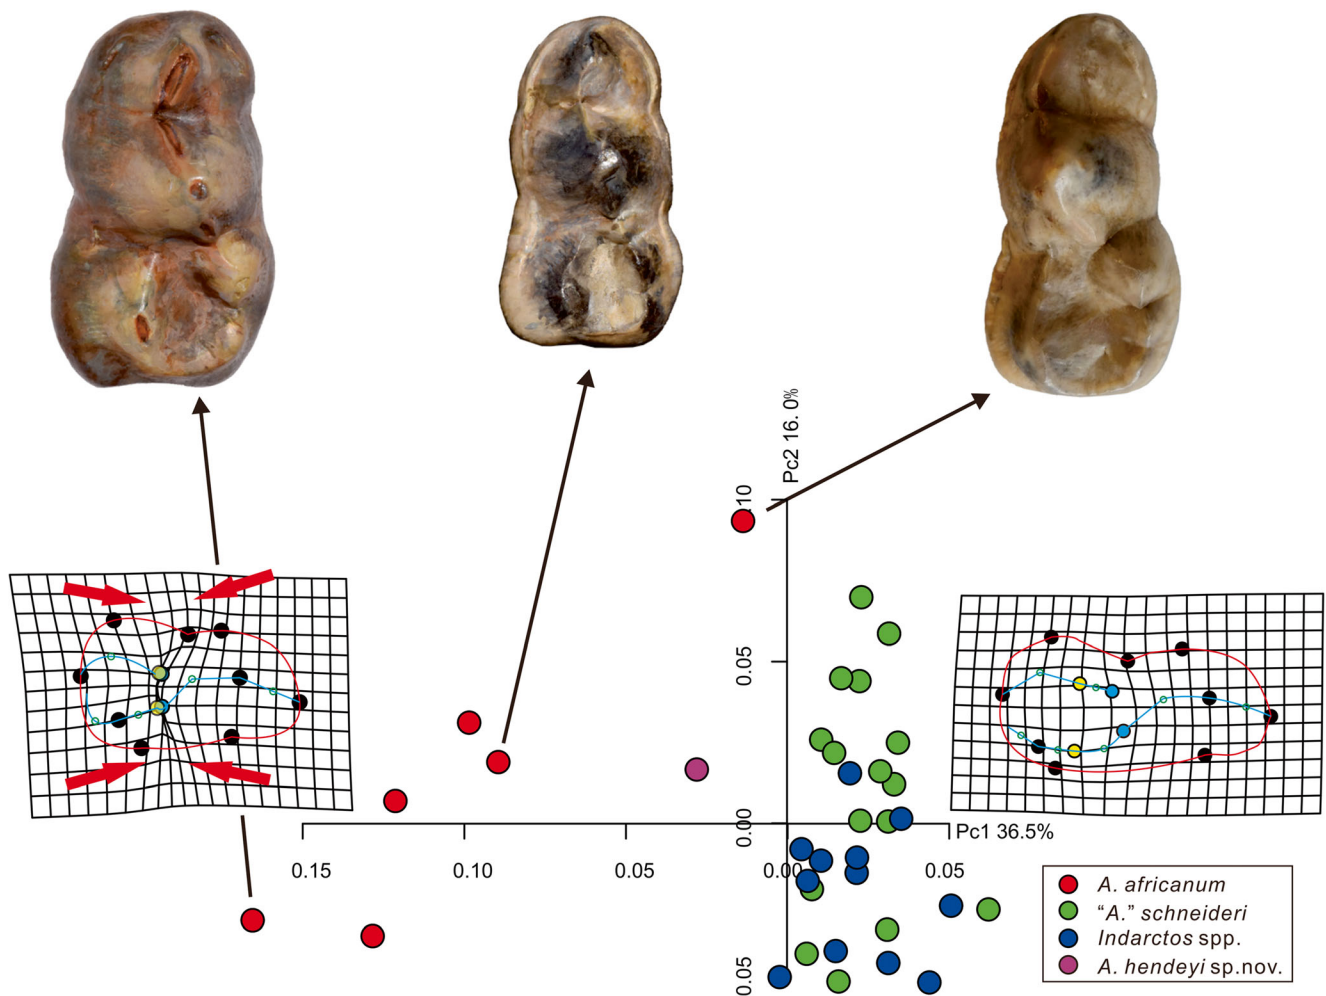 Pc2 16. 0%
0.10
0.05
0.00
0.05
0.15
0.10
0.05
0.00
0.05
Pc1 36.5%
A. africanum
“A.” schneideri
Indarctos spp.
A. hendeyi sp.nov.